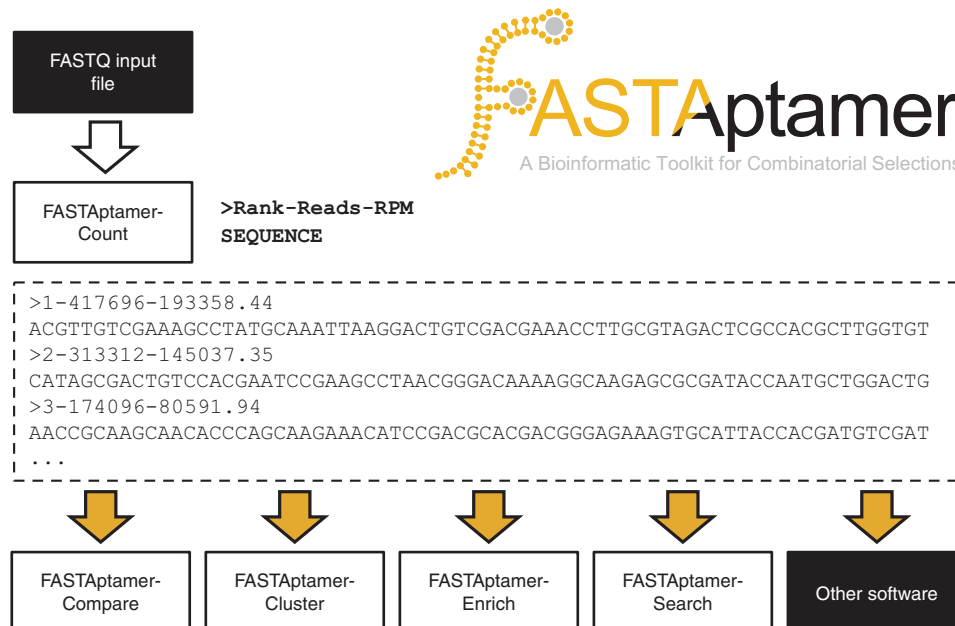 FASTQ input
file
FASTAptamer
A Bioinformatic Toolkit for Combinatorial Selections
FASTAptamer-
Count
>Rank-Reads-RPM
SEQUENCE
>1-417696-193358.44
ACGTTGTCGAAAGCCTATGCAAATTAAGGACTGTCGACGAAACCTTGCGTAGACTCGCCACGCTTGGTGT
>2-313312-145037.35
CATAGCGACTGTCCACGAATCCGAAGCCTAACGGGACAAAAGGCAAGAGCGCGATACCAATGCTGGACTG
>3-174096-80591.94
AACCGCAAGCAACACCCAGCAAGAAACATCCGACGCACGACGGGAGAAAGTGCATTACCACGATGTCGAT
...
FASTAptamer-
Compare
FASTAptamer-
Cluster
FASTAptamer-
Enrich
FASTAptamer-
Search
Other software